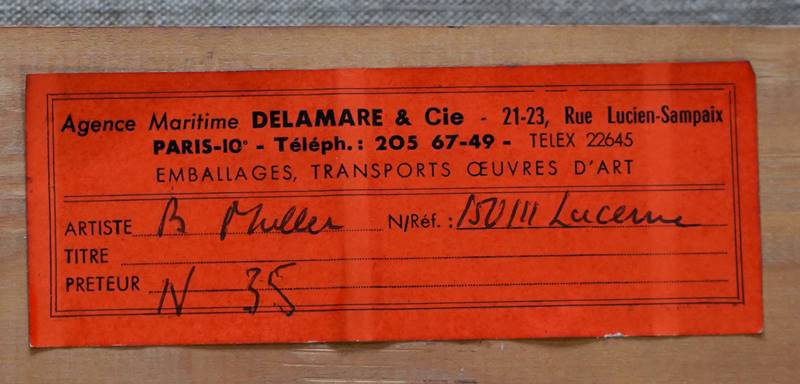 Agence Maritime DELAMARE & Cie - 21-23, Rue Lucien-Sampaix
PARIS-10e - Téléph. : 205 67-49 - TELEX 22645
EMBALLAGES, TRANSPORTS ŒUVRES D'ART
ARTISTE B Muller N/Réf. : Lucerne
TITRE
PRETEUR N 35